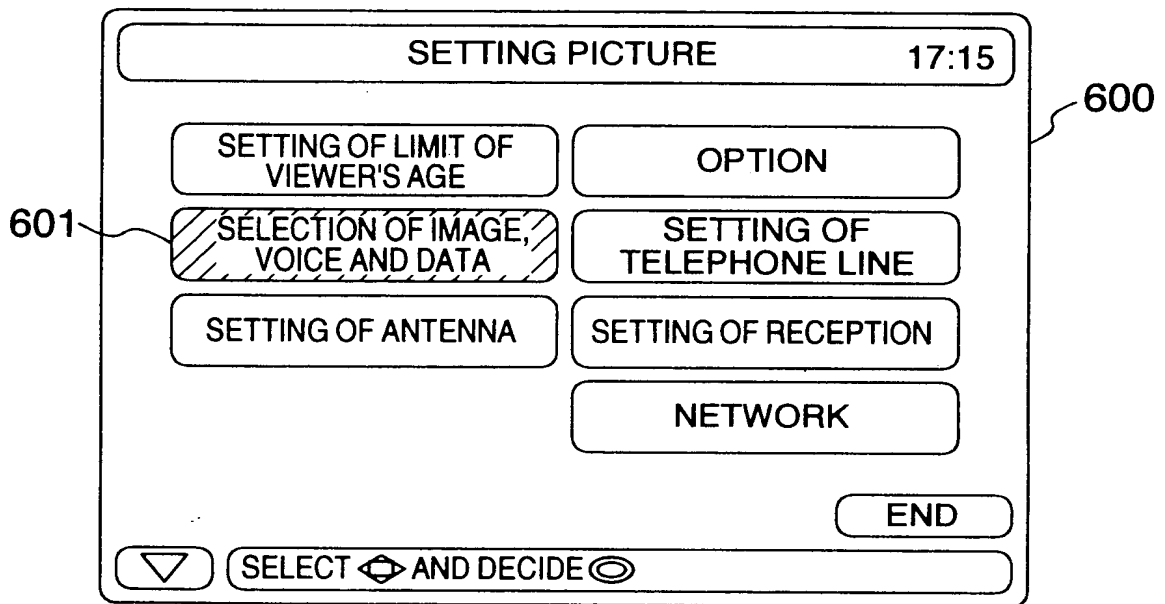 SETTING PICTURE 17:15
600
SETTING OF LIMIT OF
VIEWER'S AGE
OPTION
601
SELECTION OF IMAGE,
VOICE AND DATA
SETTING OF
TELEPHONE LINE
SETTING OF ANTENNA
SETTING OF RECEPTION
NETWORK
END
SELECT AND DECIDE